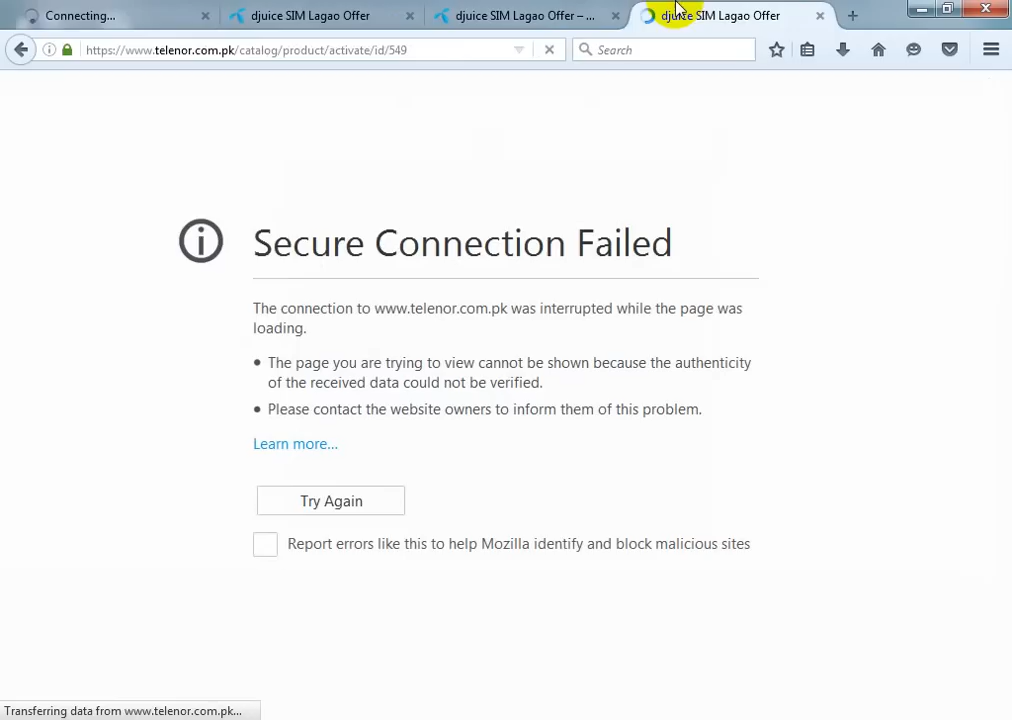 Connecting...
djuice SIM Lagao Offer
djuice SIM Lagao Offer – ...
djuice SIM Lagao Offer
https://www.telenor.com.pk/catalog/product/activate/id/549
Search
Secure Connection Failed
The connection to www.telenor.com.pk was interrupted while the page was
loading.
• The page you are trying to view cannot be shown because the authenticity
of the received data could not be verified.
• Please contact the website owners to inform them of this problem.
Learn more...
Try Again
Report errors like this to help Mozilla identify and block malicious sites
Transferring data from www.telenor.com.pk...